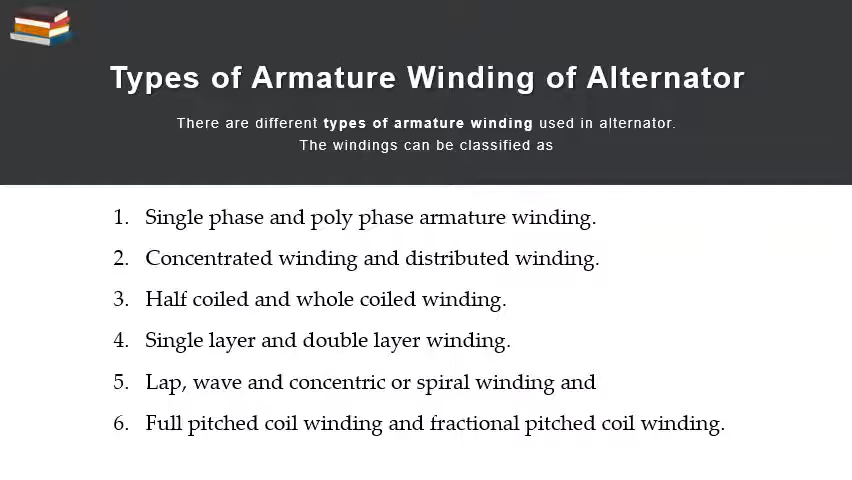 Types of Armature Winding of Alternator
There are different types of armature winding used in alternator.
The windings can be classified as
1. Single phase and poly phase armature winding.
2. Concentrated winding and distributed winding.
3. Half coiled and whole coiled winding.
4. Single layer and double layer winding.
5. Lap, wave and concentric or spiral winding and
6. Full pitched coil winding and fractional pitched coil winding.